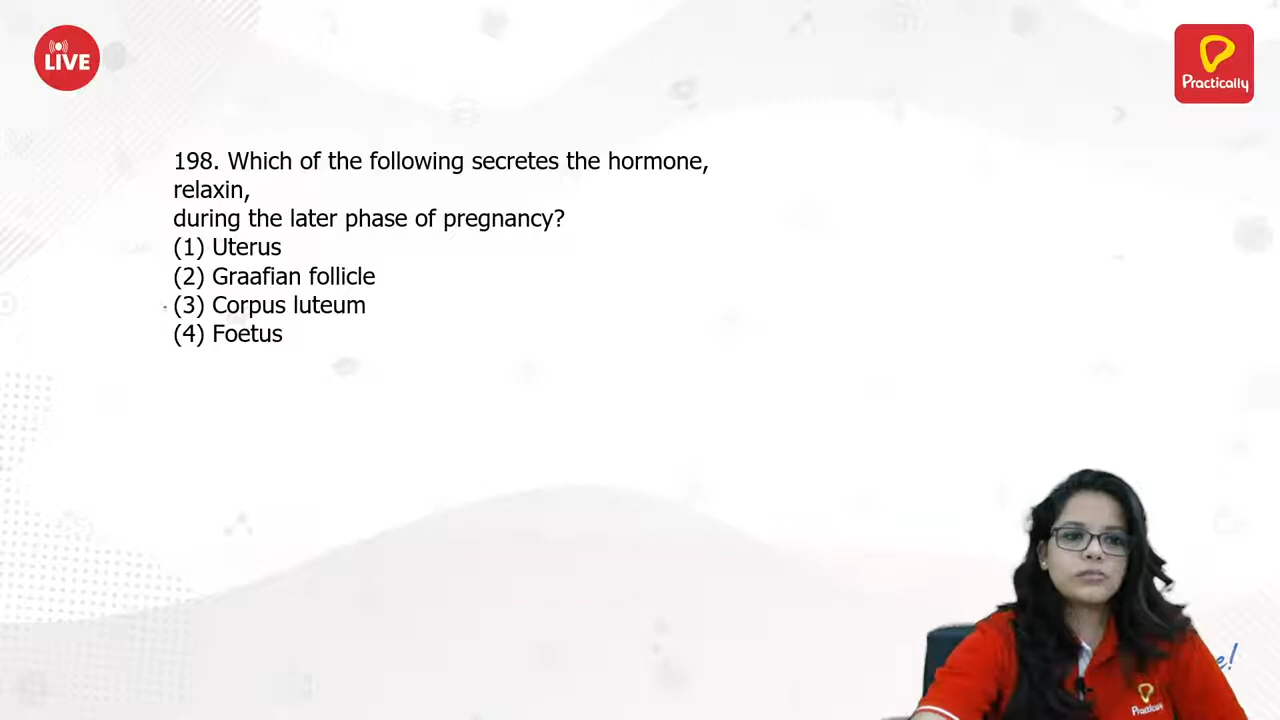 LIVE
Practically
198. Which of the following secretes the hormone,
relaxin,
during the later phase of pregnancy?
(1) Uterus
(2) Graafian follicle
(3) Corpus luteum
(4) Foetus
e!
Practically